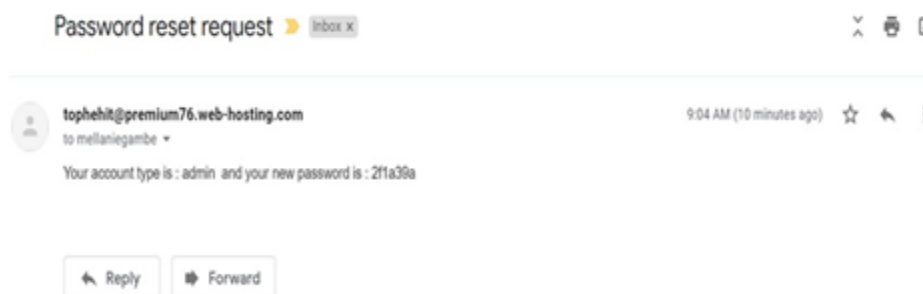 Password reset request Inbox x
tophehit@premium76.web-hosting.com 9:04 AM (10 minutes ago)
to mellaniegambe
Your account type is : admin and your new password is : 2f1a39a
Reply Forward